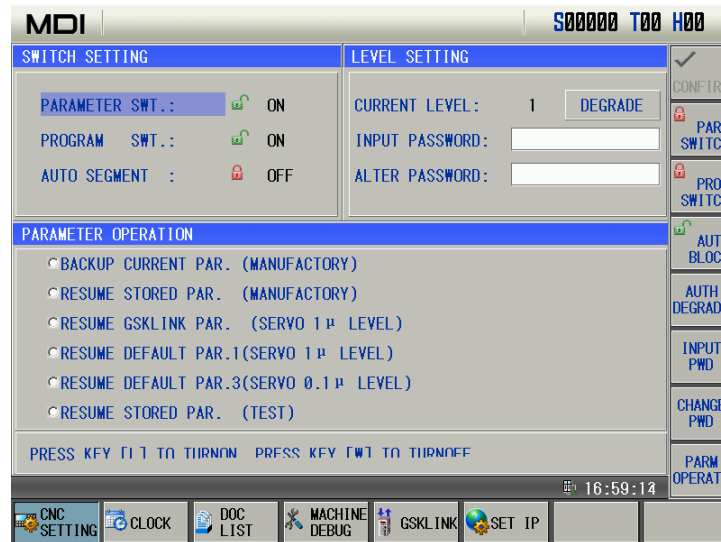 MDI
S00000 T00 H00
SWITCH SETTING
PARAMETER SWT.: ON
PROGRAM SWT.: ON
AUTO SEGMENT : OFF
LEVEL SETTING
CURRENT LEVEL: 1 DEGRADE
INPUT PASSWORD:
ALTER PASSWORD:
PARAMETER OPERATION
BACKUP CURRENT PAR. (MANUFACTORY)
RESUME STORED PAR. (MANUFACTORY)
RESUME GSKLINK PAR. (SERVO 1μ LEVEL)
RESUME DEFAULT PAR.1(SERVO 1μ LEVEL)
RESUME DEFAULT PAR.3(SERVO 0.1μ LEVEL)
RESUME STORED PAR. (TEST)
PRESS KEY [L] TO TURNON PRESS KEY [W] TO TURNOFF
16:59:14
CONFIR
PAR
SWITC
PRO
SWITC
AUT
BLOC
AUTH
DEGRAD
INPUT
PWD
CHANGE
PWD
PARM
OPERAT
CNC
SETTING
CLOCK
DOC
LIST
MACHINE
DEBUG
GSKLINK
SET IP